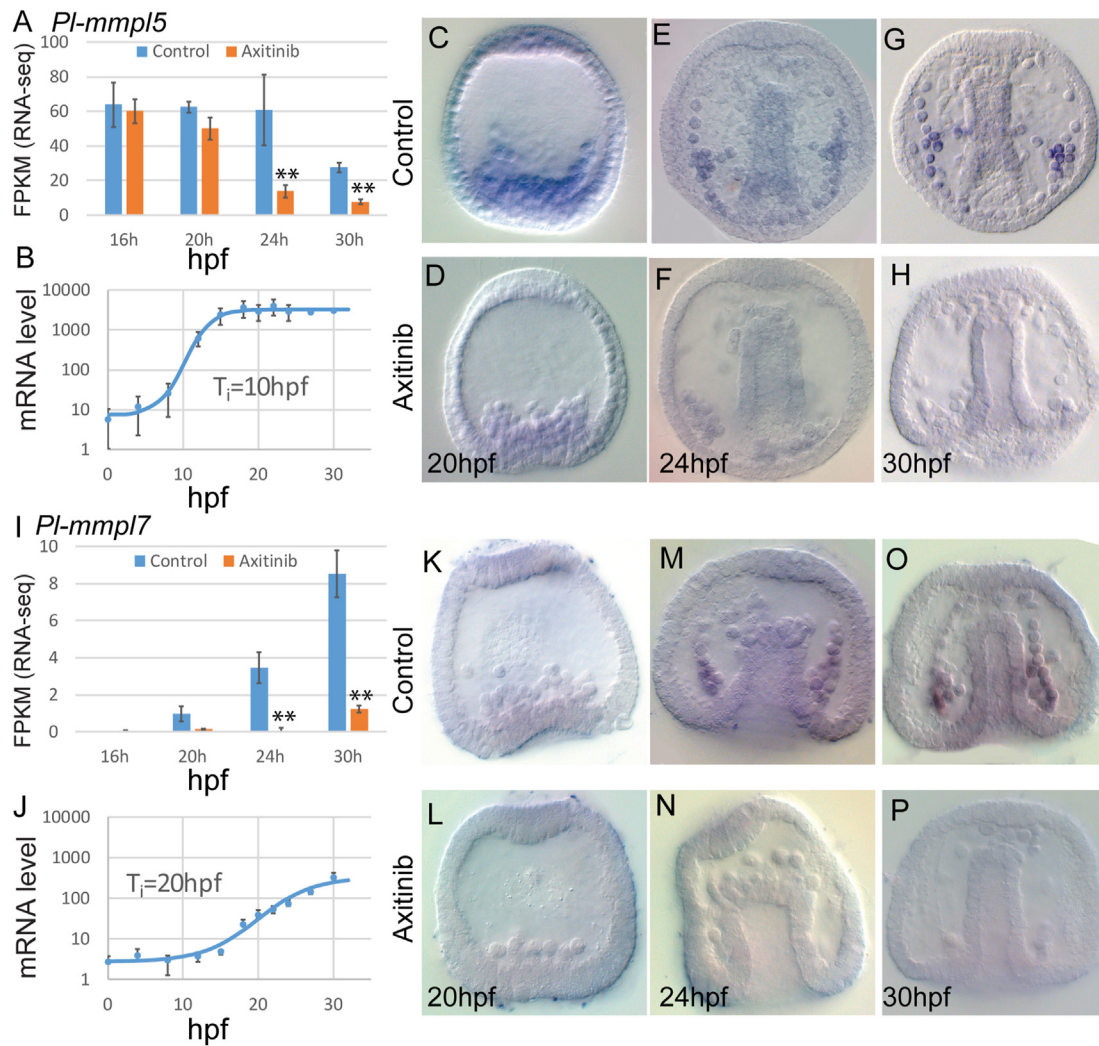 A Pl-mmpl5
FPKM (RNA-seq)
100
80
60
40
20
0
Control Axitinib
** **
16h 20h 24h 30h
hpf
B
mRNA level
10000
1000
100
10
1
Ti=10hpf
0 10 20 30
hpf
Control
C E G
Axitinib
D F H
20hpf 24hpf 30hpf
I Pl-mmpl7
FPKM (RNA-seq)
10
8
6
4
2
0
Control Axitinib
** **
16h 20h 24h 30h
hpf
J
mRNA level
10000
1000
100
10
1
Ti=20hpf
0 10 20 30
hpf
Control
K M O
Axitinib
L N P
20hpf 24hpf 30hpf